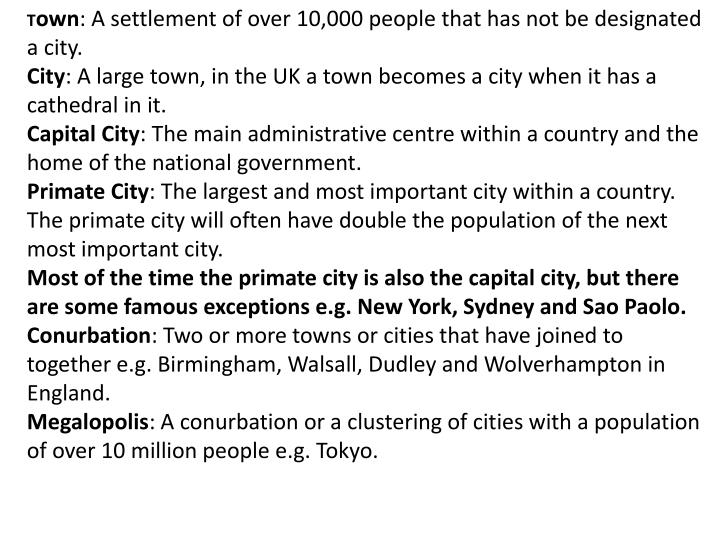 Town: A settlement of over 10,000 people that has not be designated
a city.
City: A large town, in the UK a town becomes a city when it has a
cathedral in it.
Capital City: The main administrative centre within a country and the
home of the national government.
Primate City: The largest and most important city within a country.
The primate city will often have double the population of the next
most important city.
Most of the time the primate city is also the capital city, but there
are some famous exceptions e.g. New York, Sydney and Sao Paolo.
Conurbation: Two or more towns or cities that have joined to
together e.g. Birmingham, Walsall, Dudley and Wolverhampton in
England.
Megalopolis: A conurbation or a clustering of cities with a population
of over 10 million people e.g. Tokyo.